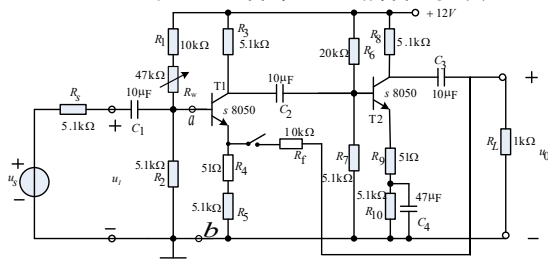 +12V
R1
10kΩ
R3
5.1kΩ
20kΩ
R6
R8
5.1kΩ
C3
10μF
+
47kΩ
Rw
T1
s 8050
10μF
C2
s 8050
T2
Rs
5.1kΩ
10μF
C1
+
a
10kΩ
Rf
RL
1kΩ
u0
us
+
−
uI
5.1kΩ
R2
51Ω
R4
5.1kΩ
R5
R7
5.1kΩ
R9
51Ω
5.1kΩ
R10
47μF
C4
−
b
−